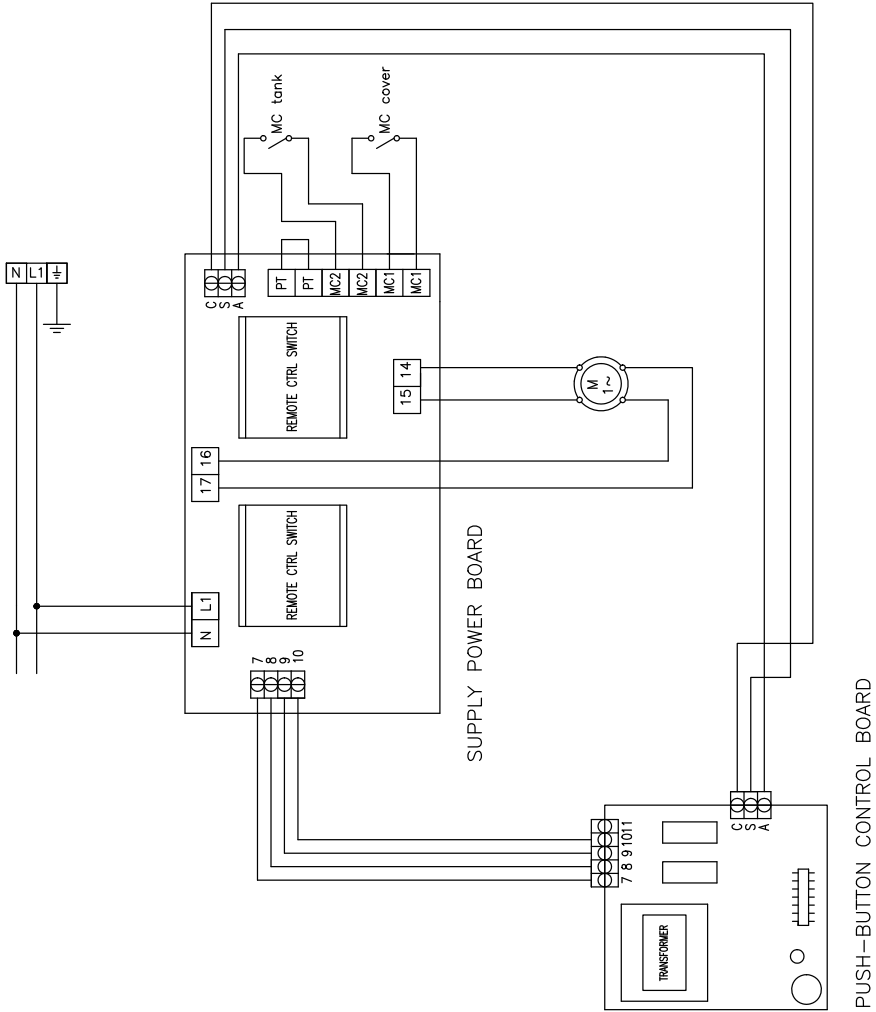 N L1
MC tank
MC cover
C
S
A
PT
PT
MC2
MC2
MC1
MC1
REMOTE CTRL SWITCH
15 14
M
1~
17 16
REMOTE CTRL SWITCH
N L1
7
8
9
10
SUPPLY POWER BOARD
C
S
A
7 8 9 10 11
TRANSFORMER
PUSH-BUTTON CONTROL BOARD